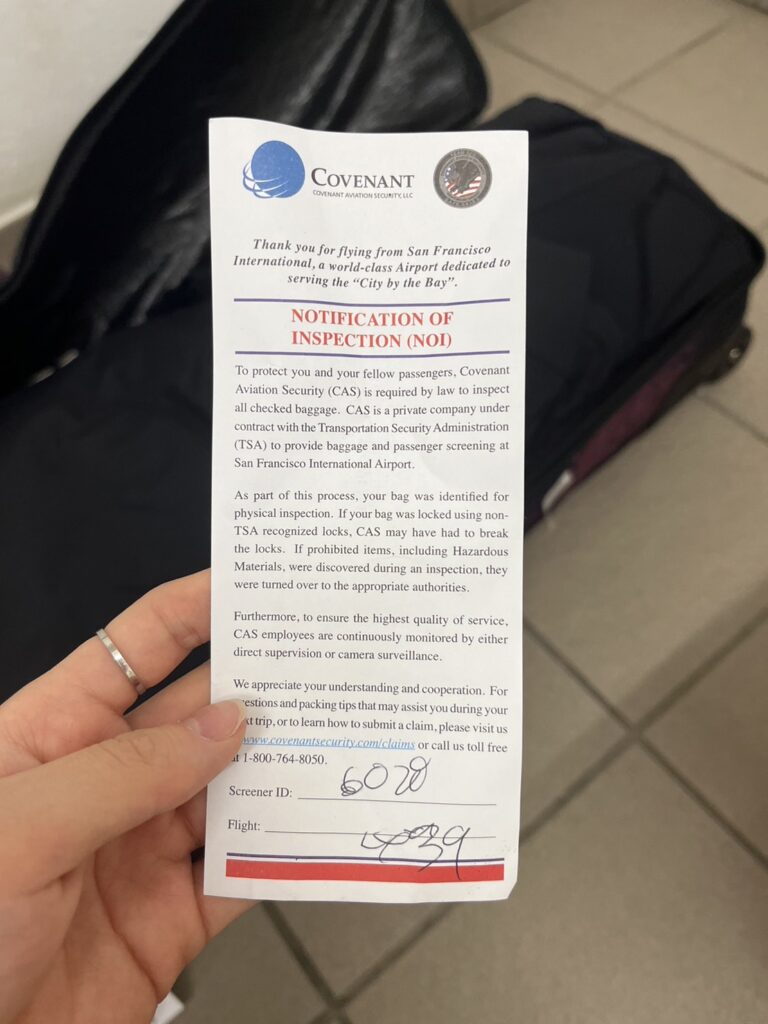 COVENANT
COVENANT AVIATION SECURITY, LLC
Thank you for flying from San Francisco
International, a world-class Airport dedicated to
serving the “City by the Bay”.
NOTIFICATION OF
INSPECTION (NOI)
To protect you and your fellow passengers, Covenant
Aviation Security (CAS) is required by law to inspect
all checked baggage. CAS is a private company under
contract with the Transportation Security Administration
(TSA) to provide baggage and passenger screening at
San Francisco International Airport.
As part of this process, your bag was identified for
physical inspection. If your bag was locked using non-
TSA recognized locks, CAS may have had to break
the locks. If prohibited items, including Hazardous
Materials, were discovered during an inspection, they
were turned over to the appropriate authorities.
Furthermore, to ensure the highest quality of service,
CAS employees are continuously monitored by either
direct supervision or camera surveillance.
We appreciate your understanding and cooperation. For
estions and packing tips that may assist you during your
xt trip, or to learn how to submit a claim, please visit us
www.covenantsecurity.com/claims or call us toll free
at 1-800-764-8050.
Screener ID:
Flight: